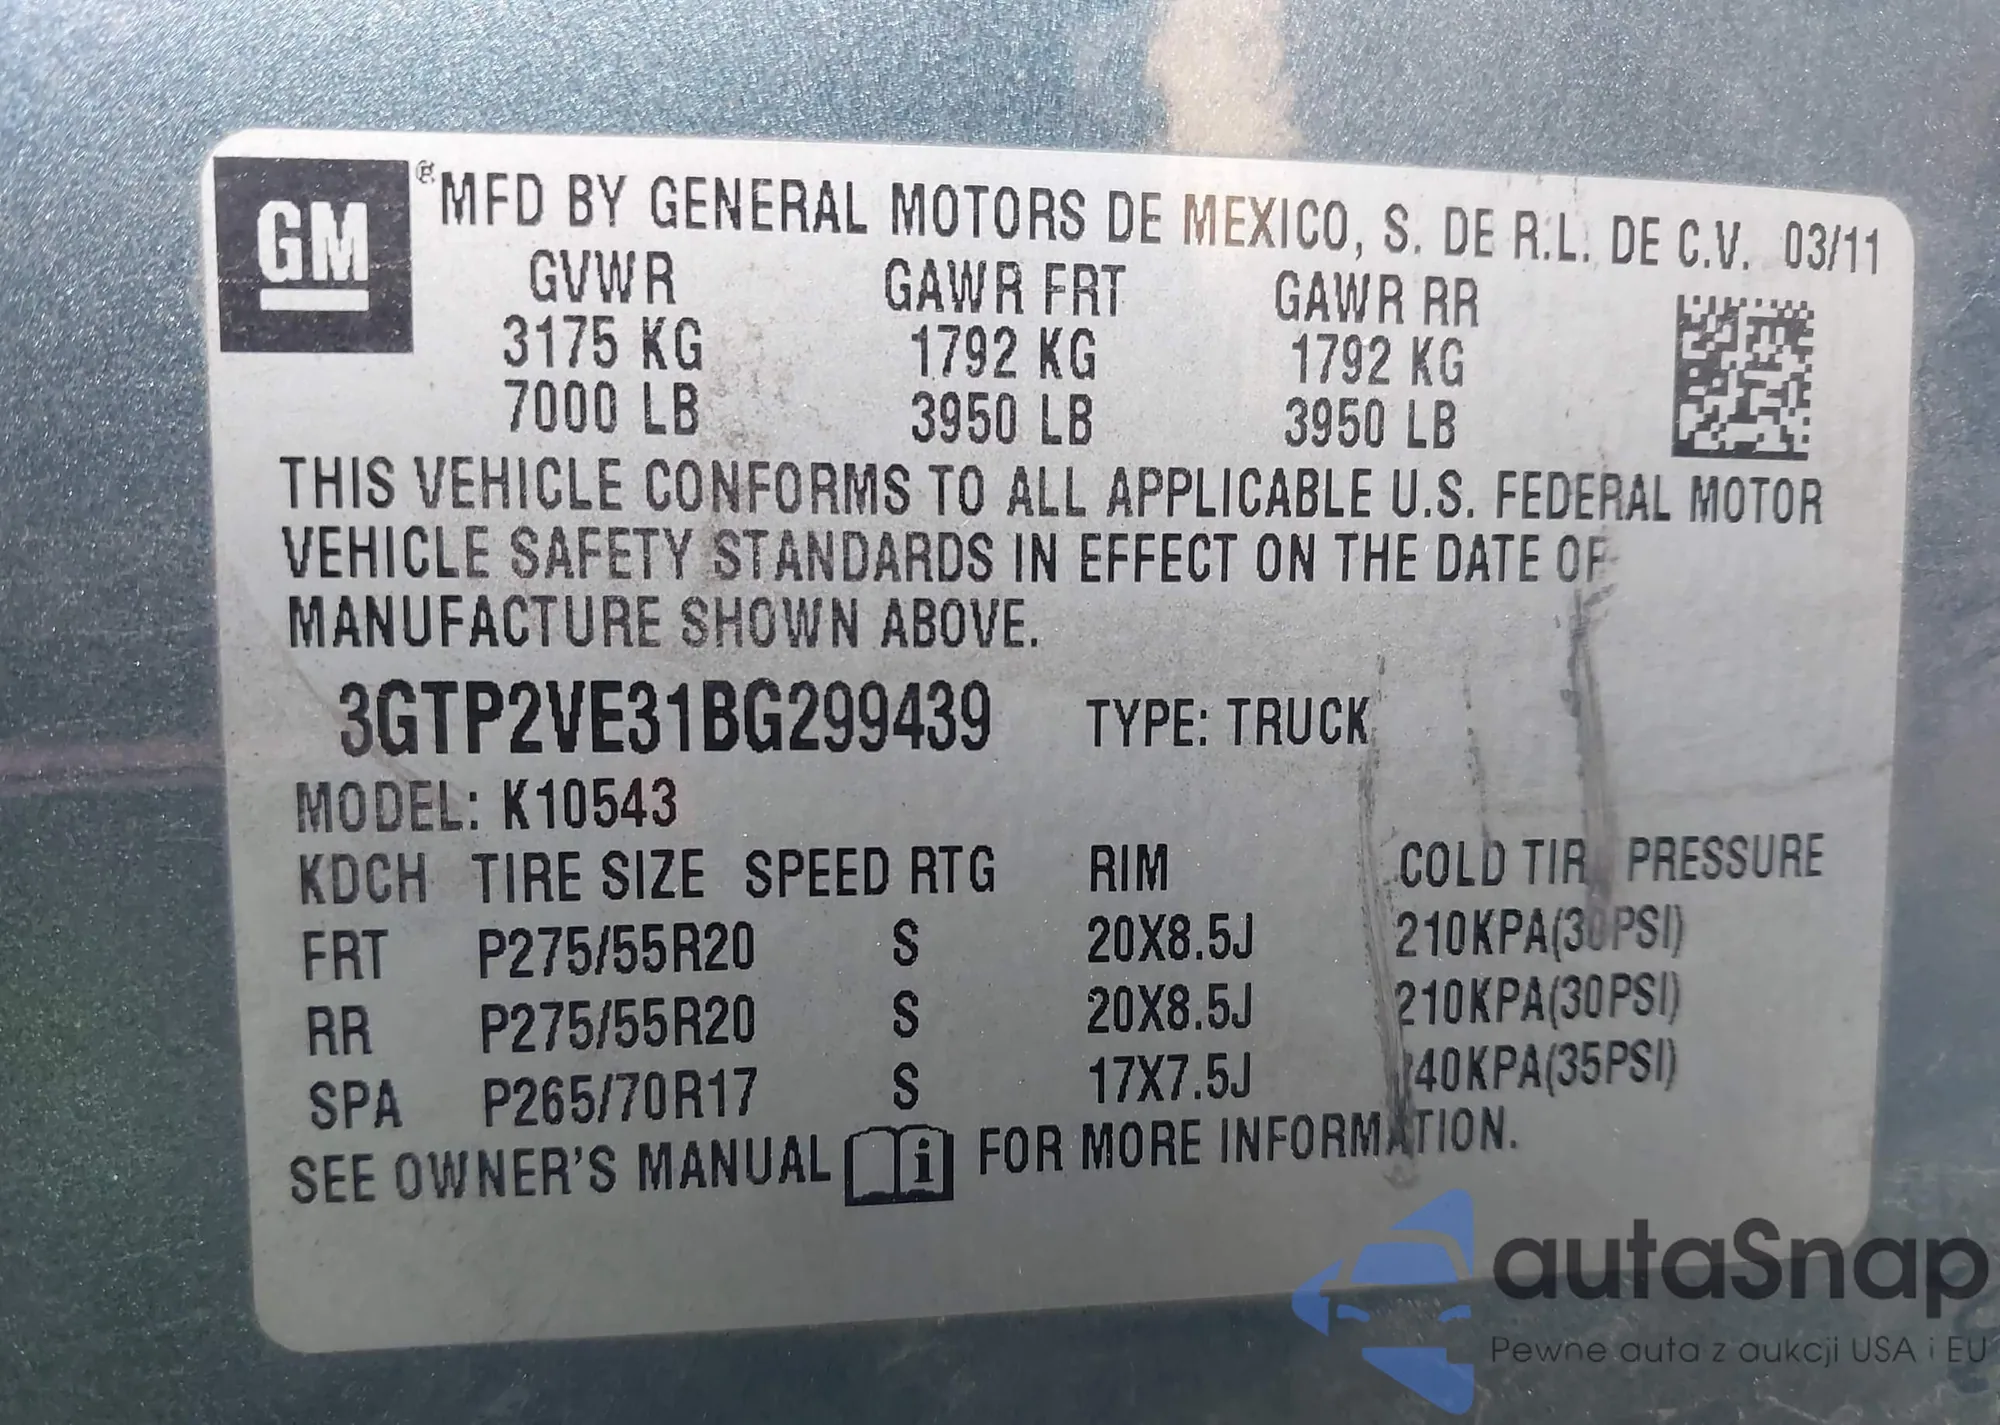 GM ® MFD BY GENERAL MOTORS DE MEXICO, S. DE R.L. DE C.V. 03/11
GVWR GAWR FRT GAWR RR
3175 KG 1792 KG 1792 KG
7000 LB 3950 LB 3950 LB
THIS VEHICLE CONFORMS TO ALL APPLICABLE U.S. FEDERAL MOTOR
VEHICLE SAFETY STANDARDS IN EFFECT ON THE DATE OF
MANUFACTURE SHOWN ABOVE.
3GTP2VE31BG299439 TYPE: TRUCK
MODEL: K10543
KDCH TIRE SIZE SPEED RTG RIM COLD TIR PRESSURE
FRT P275/55R20 S 20X8.5J 210KPA(30PSI)
RR P275/55R20 S 20X8.5J 210KPA(30PSI)
SPA P265/70R17 S 17X7.5J 240KPA(35PSI)
SEE OWNER'S MANUAL i FOR MORE INFORMATION.
autaSnap
Pewne auta z aukcji USA i EU